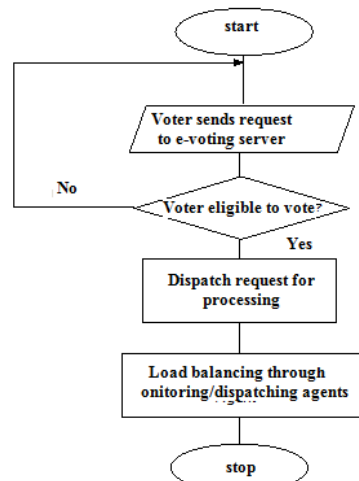 start
Voter sends request
to e-voting server
No
Voter eligible to vote?
Yes
Dispatch request for
processing
Load balancing through
onitoring/dispatching agents
stop